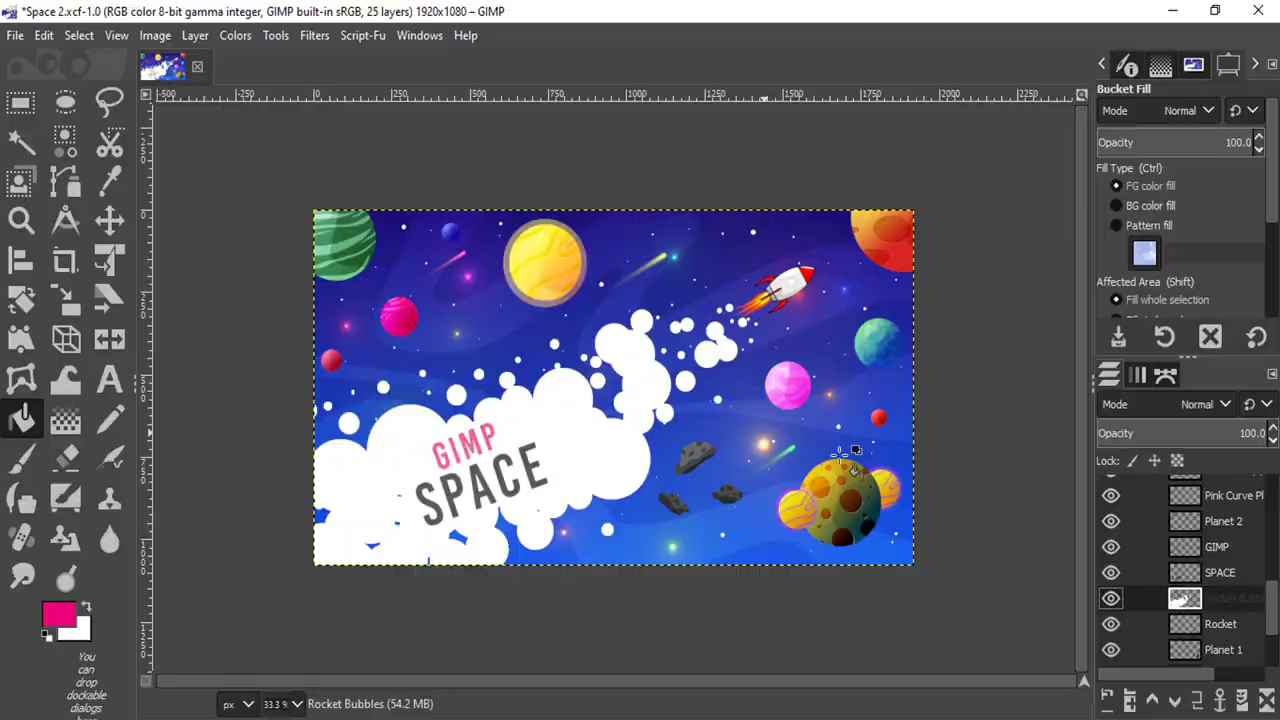 *Space 2.xcf-1.0 (RGB color 8-bit gamma integer, GIMP built-in sRGB, 25 layers) 1920x1080 – GIMP
File Edit Select View Image Layer Colors Tools Filters Script-Fu Windows Help
-500 -250 0 250 500 750 1000 1250 1500 1750 2000 2250
Bucket Fill
Mode Normal
Opacity 100.0
Fill Type (Ctrl)
FG color fill
BG color fill
Pattern fill
Affected Area (Shift)
Fill whole selection
Mode Normal
Opacity 100.0
Lock:
Pink Curve Pl
Planet 2
GIMP
SPACE
Rocket
Planet 1
GIMP
SPACE
You
can
drop
dockable
dialogs
px 33.3 % Rocket Bubbles (54.2 MB)